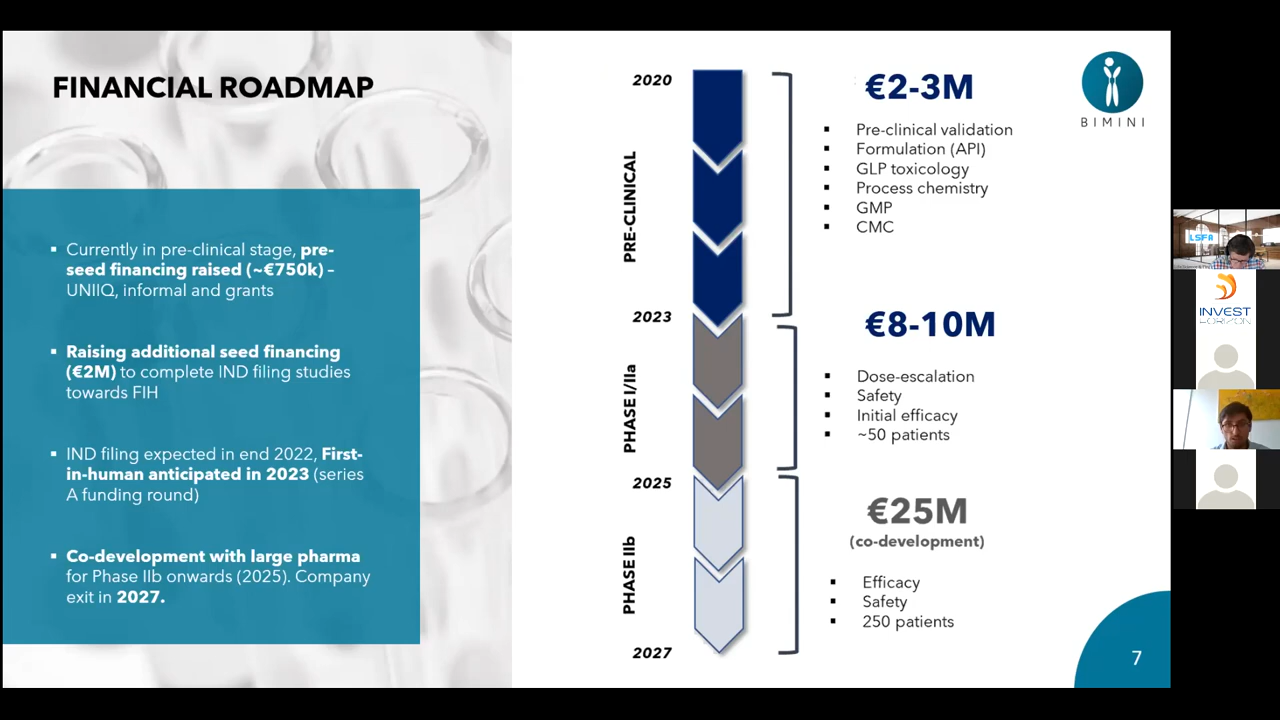 FINANCIAL ROADMAP
▪ Currently in pre-clinical stage, pre-
seed financing raised (~€750k) –
UNIIQ, informal and grants
▪ Raising additional seed financing
(€2M) to complete IND filing studies
towards FIH
▪ IND filing expected in end 2022, First-
in-human anticipated in 2023 (series
A funding round)
▪ Co-development with large pharma
for Phase IIb onwards (2025). Company
exit in 2027.
2020
PRE-CLINICAL
2023
PHASE I/IIa
2025
PHASE IIb
2027
€2-3M
▪ Pre-clinical validation
▪ Formulation (API)
▪ GLP toxicology
▪ Process chemistry
▪ GMP
▪ CMC
€8-10M
▪ Dose-escalation
▪ Safety
▪ Initial efficacy
▪ ~50 patients
€25M
(co-development)
▪ Efficacy
▪ Safety
▪ 250 patients
BIMINI
7
LSFA
INVEST
HORIZON